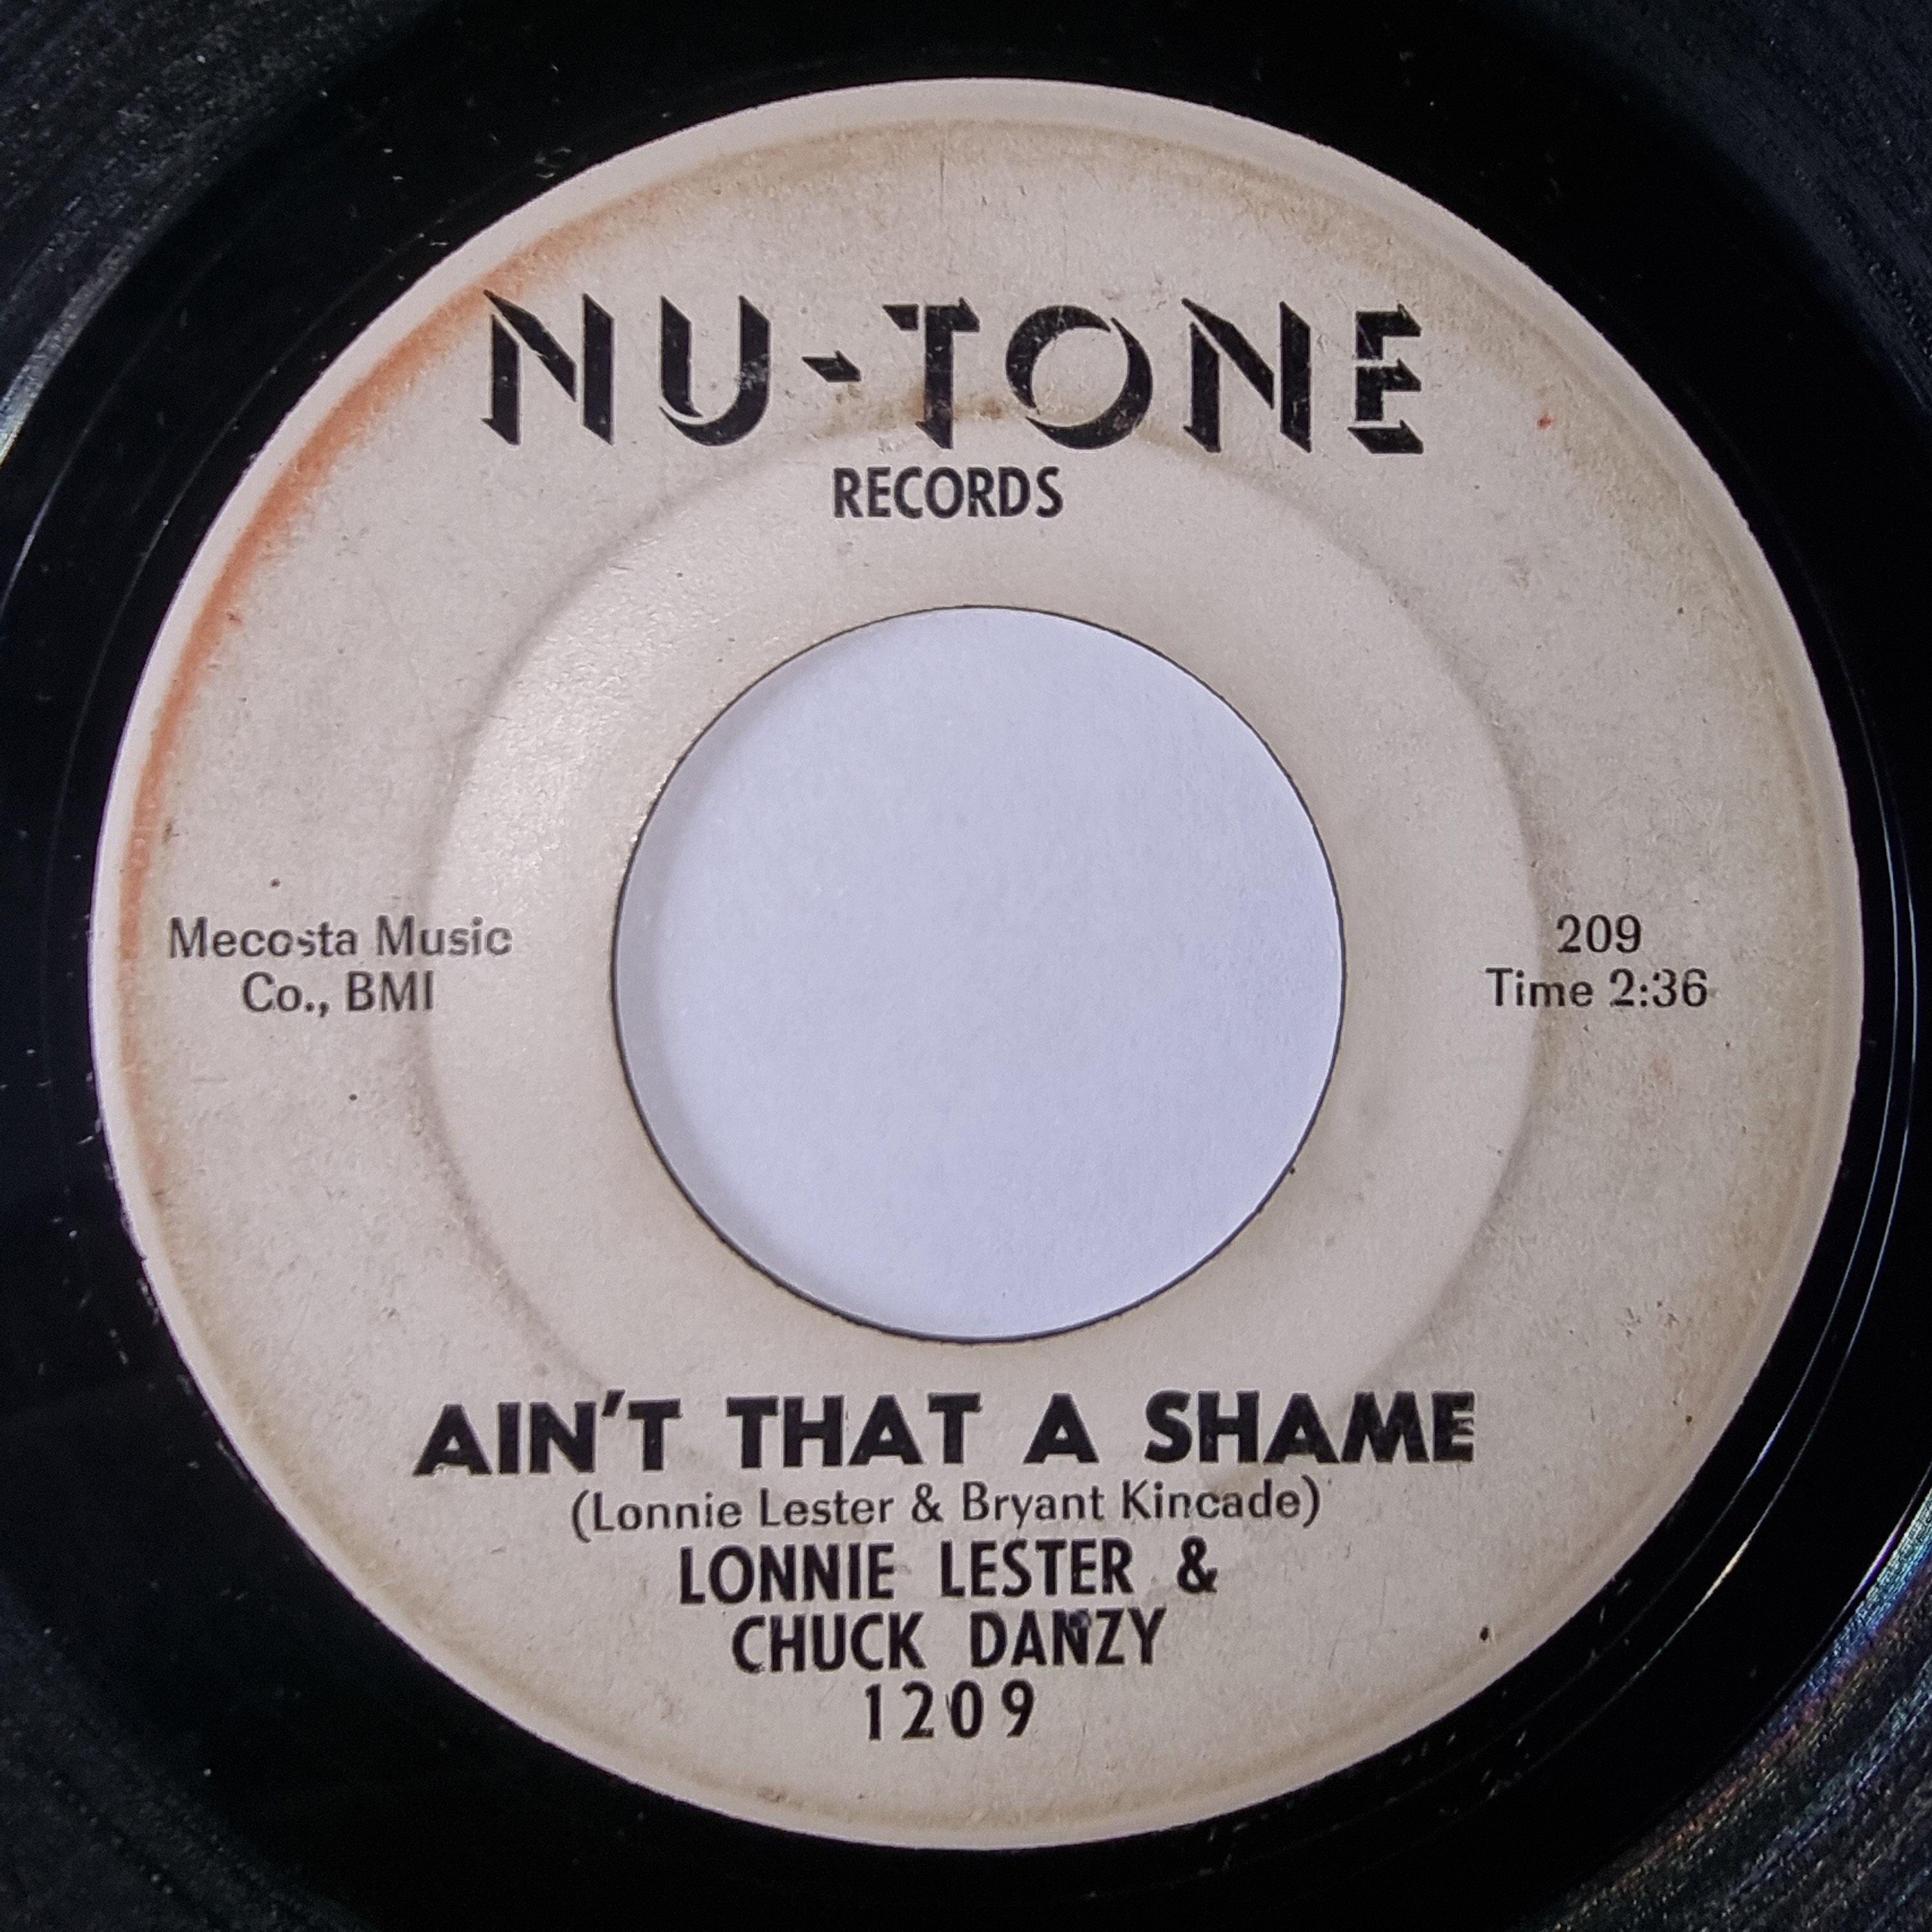 NU-TONE
RECORDS
Mecosta Music
Co., BMI
209
Time 2:36
AIN'T THAT A SHAME
(Lonnie Lester & Bryant Kincade)
LONNIE LESTER &
CHUCK DANZY
1209